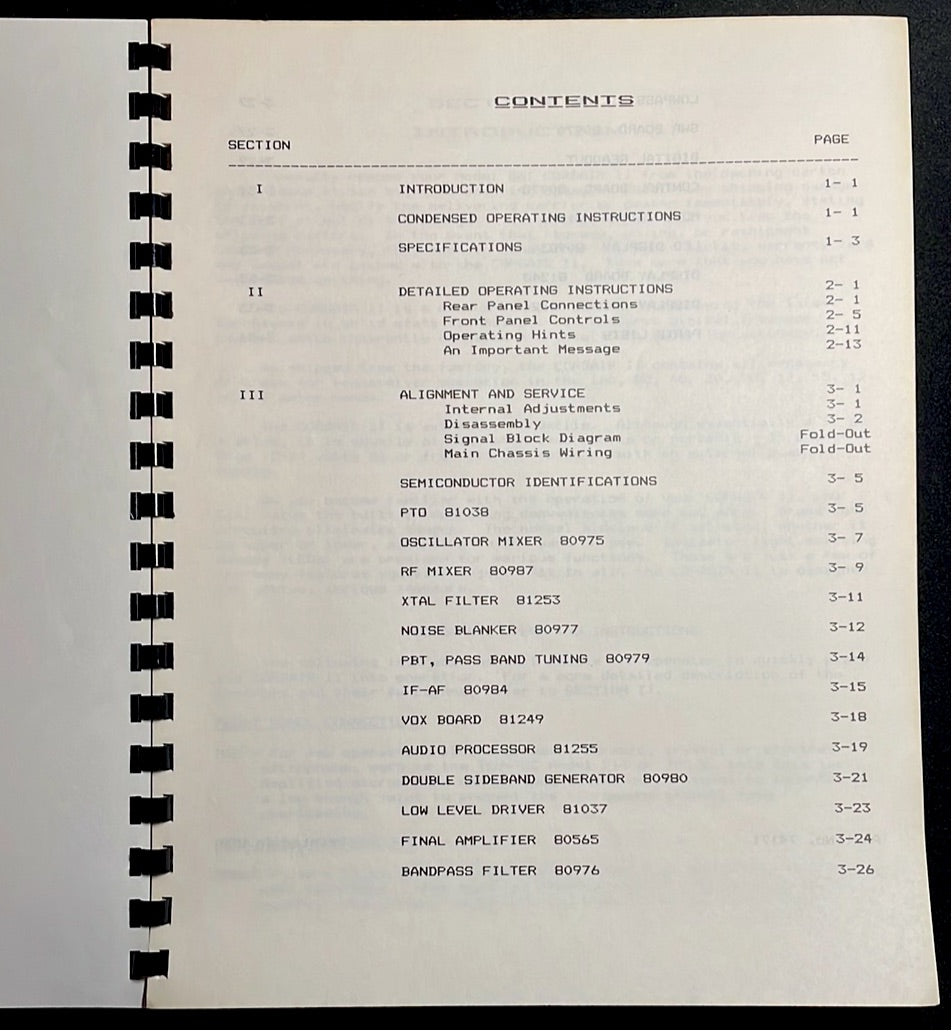 CONTENTS
SECTION PAGE
I INTRODUCTION 1- 1
CONDENSED OPERATING INSTRUCTIONS 1- 1
SPECIFICATIONS 1- 3
II DETAILED OPERATING INSTRUCTIONS 2- 1
Rear Panel Connections 2- 1
Front Panel Controls 2- 5
Operating Hints 2-11
An Important Message 2-13
III ALIGNMENT AND SERVICE 3- 1
Internal Adjustments 3- 1
Disassembly 3- 2
Signal Block Diagram Fold-Out
Main Chassis Wiring Fold-Out
SEMICONDUCTOR IDENTIFICATIONS 3- 5
PTO 81038 3- 5
OSCILLATOR MIXER 80975 3- 7
RF MIXER 80987 3- 9
XTAL FILTER 81253 3-11
NOISE BLANKER 80977 3-12
PBT, PASS BAND TUNING 80979 3-14
IF-AF 80984 3-15
VOX BOARD 81249 3-18
AUDIO PROCESSOR 81255 3-19
DOUBLE SIDEBAND GENERATOR 80980 3-21
LOW LEVEL DRIVER 81037 3-23
FINAL AMPLIFIER 80565 3-24
BANDPASS FILTER 80976 3-26